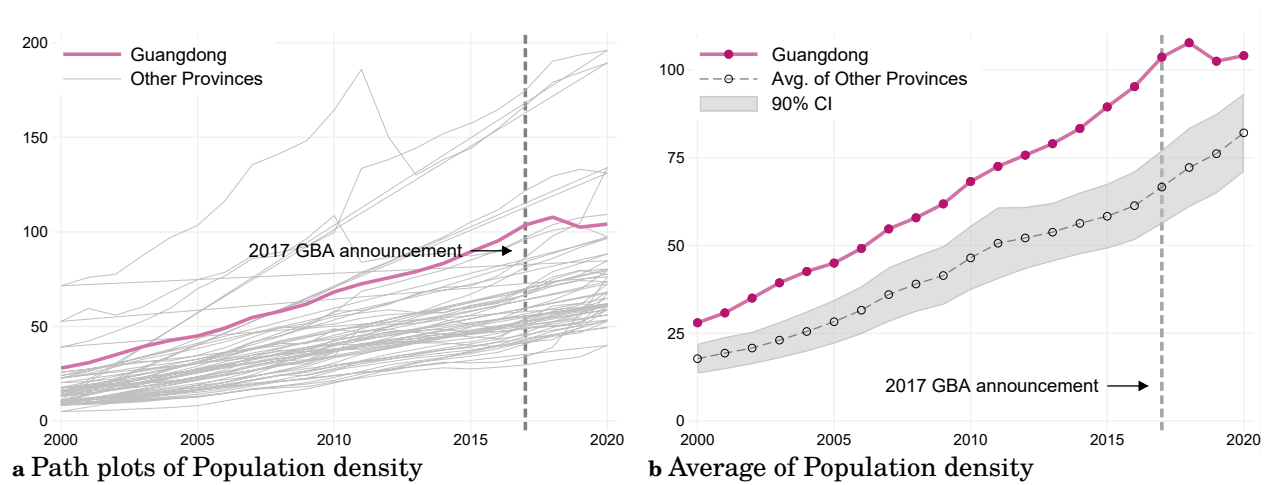 200
150
100
50
0
Guangdong
Other Provinces
2017 GBA announcement
2000
2005
2010
2015
2020
a Path plots of Population density
100
75
50
25
0
Guangdong
Avg. of Other Provinces
90% CI
2017 GBA announcement
2000
2005
2010
2015
2020
b Average of Population density